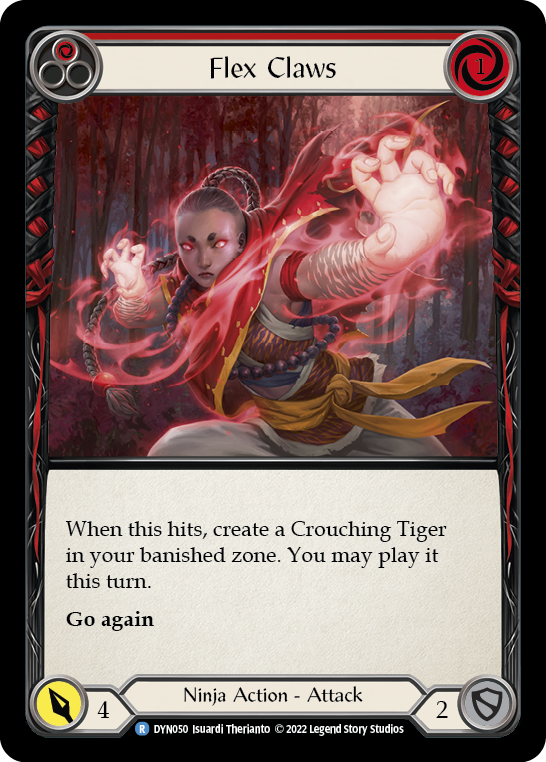 Flex Claws
1
When this hits, create a Crouching Tiger
in your banished zone. You may play it
this turn.
Go again
4
Ninja Action - Attack
2
R DYN050 Isuardi Therianto © 2022 Legend Story Studios